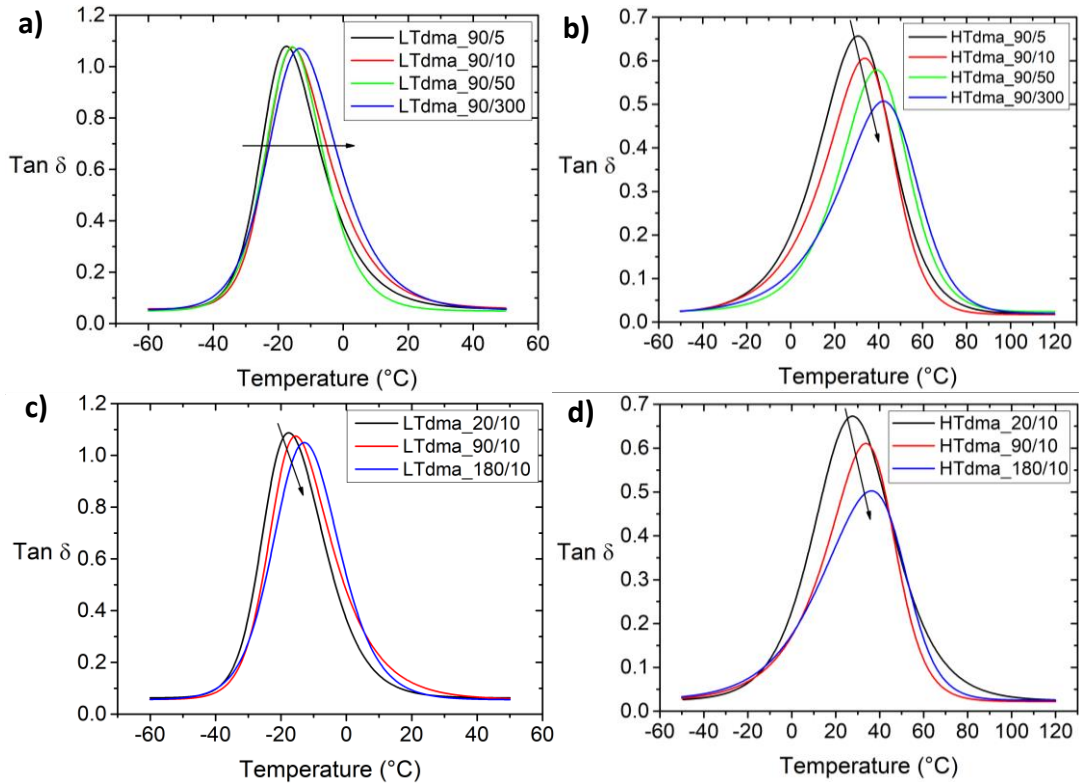 a)
1.2
1.0
0.8
0.6
0.4
0.2
0.0
Tan δ
LTdma_90/5
LTdma_90/10
LTdma_90/50
LTdma_90/300
-60 -40 -20 0 20 40 60
Temperature (°C)
b)
0.7
0.6
0.5
0.4
0.3
0.2
0.1
0.0
Tan δ
HTdma_90/5
HTdma_90/10
HTdma_90/50
HTdma_90/300
-60 -40 -20 0 20 40 60 80 100 120
Temperature (°C)
c)
1.2
1.0
0.8
0.6
0.4
0.2
0.0
Tan δ
LTdma_20/10
LTdma_90/10
LTdma_180/10
-60 -40 -20 0 20 40 60
Temperature (°C)
d)
0.7
0.6
0.5
0.4
0.3
0.2
0.1
0.0
Tan δ
HTdma_20/10
HTdma_90/10
HTdma_180/10
-60 -40 -20 0 20 40 60 80 100 120
Temperature (°C)